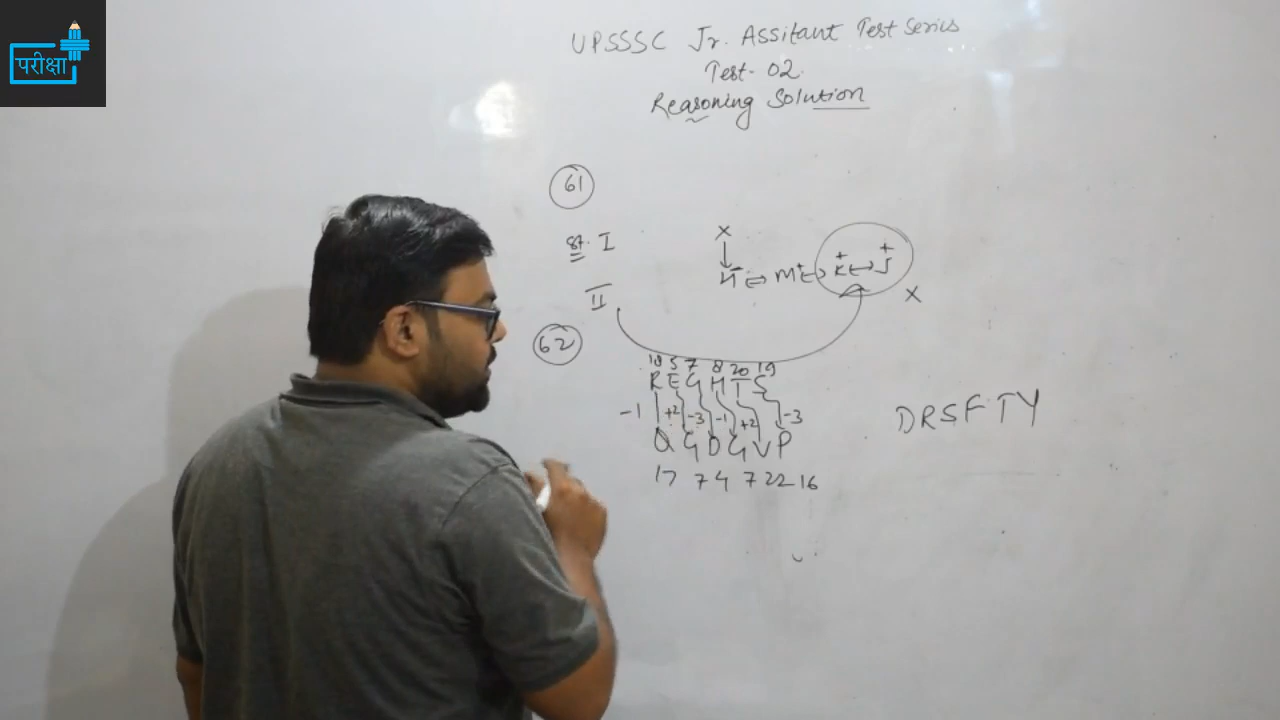 परीक्षा
UPSSSC Jr. Assitant Test Series
Test-02.
Reasoning Solution
61
St. I
X
M+
X
II
62
18 5 7 8 20 19
R E G H T S
-1 +2 -3 -1 +2 -3
Q G D G V P
DRSFTY
17 7 4 7 22 16